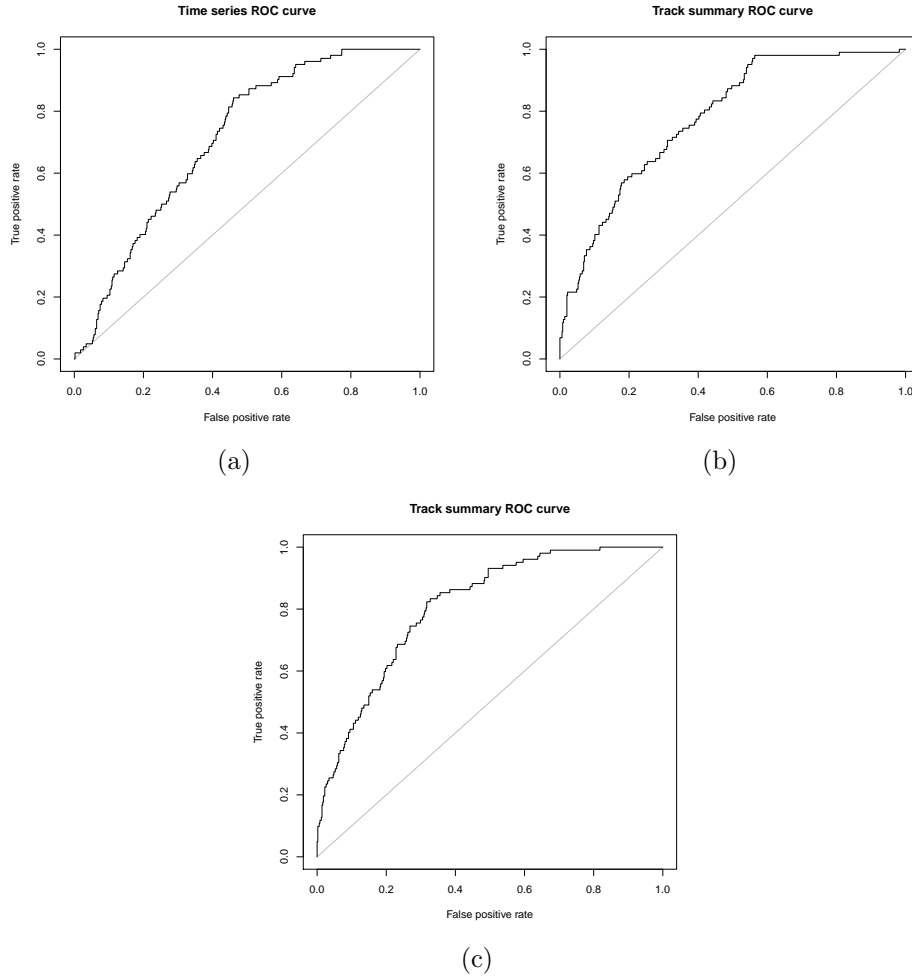 Time series ROC curve
True positive rate
1.0
0.8
0.6
0.4
0.2
0.0
0.0 0.2 0.4 0.6 0.8 1.0
False positive rate
(a)
Track summary ROC curve
True positive rate
1.0
0.8
0.6
0.4
0.2
0.0
0.0 0.2 0.4 0.6 0.8 1.0
False positive rate
(b)
Track summary ROC curve
True positive rate
1.0
0.8
0.6
0.4
0.2
0.0
0.0 0.2 0.4 0.6 0.8 1.0
False positive rate
(c)